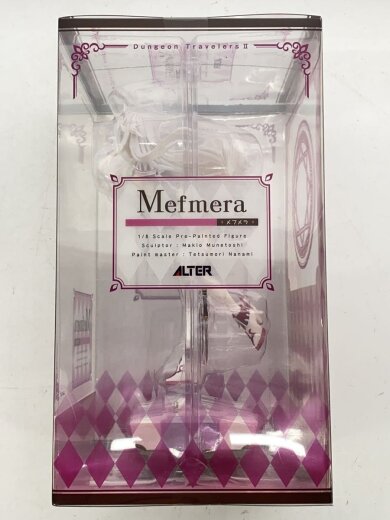 Dungeon Travelers II
Mefmera
・メフメラ・
1/8 Scale Pre-Painted Figure
Sculptor : Makio Munetoshi
Paint master : Tetsumori Nanami
ALTER